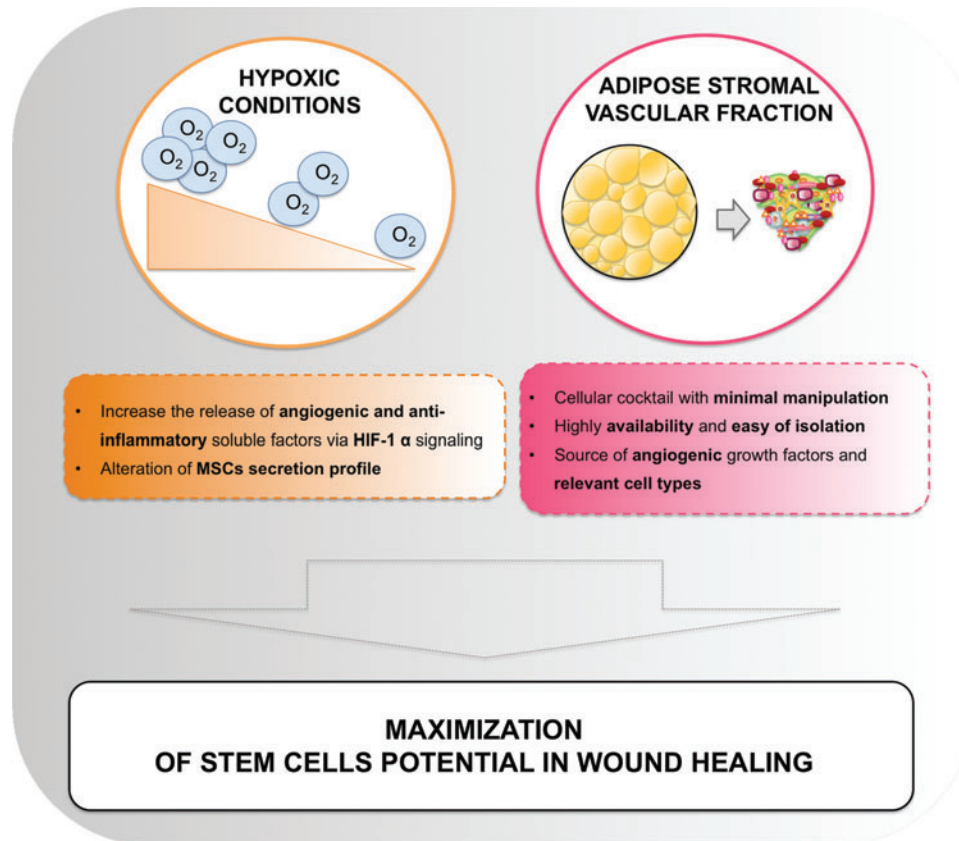 HYPOXIC
CONDITIONS
O2
O2
O2
O2
O2
O2
O2
ADIPOSE STROMAL
VASCULAR FRACTION
• Increase the release of angiogenic and anti-
inflammatory soluble factors via HIF-1 α signaling
• Alteration of MSCs secretion profile
• Cellular cocktail with minimal manipulation
• Highly availability and easy of isolation
• Source of angiogenic growth factors and
relevant cell types
MAXIMIZATION
OF STEM CELLS POTENTIAL IN WOUND HEALING